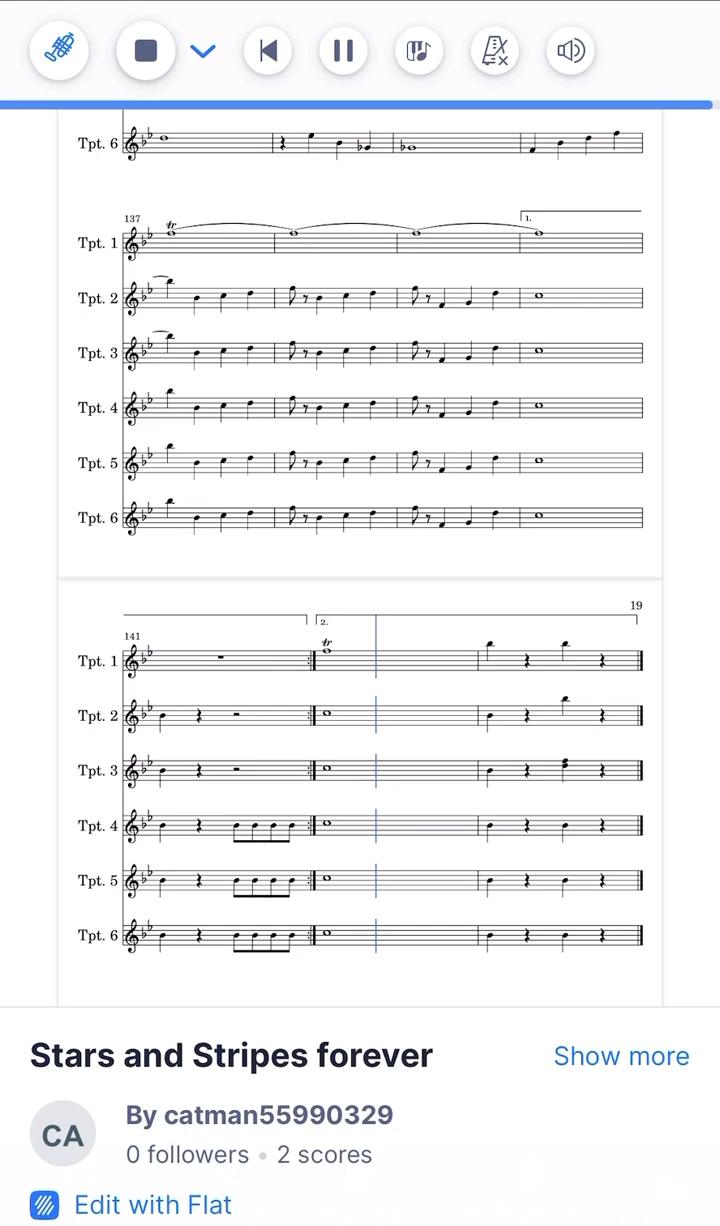 Tpt. 6
137
1.
tr
Tpt. 1
Tpt. 2
Tpt. 3
Tpt. 4
Tpt. 5
Tpt. 6
19
2.
141
tr
Tpt. 1
Tpt. 2
Tpt. 3
Tpt. 4
Tpt. 5
Tpt. 6
Stars and Stripes forever
Show more
CA
By catman55990329
0 followers • 2 scores
Edit with Flat